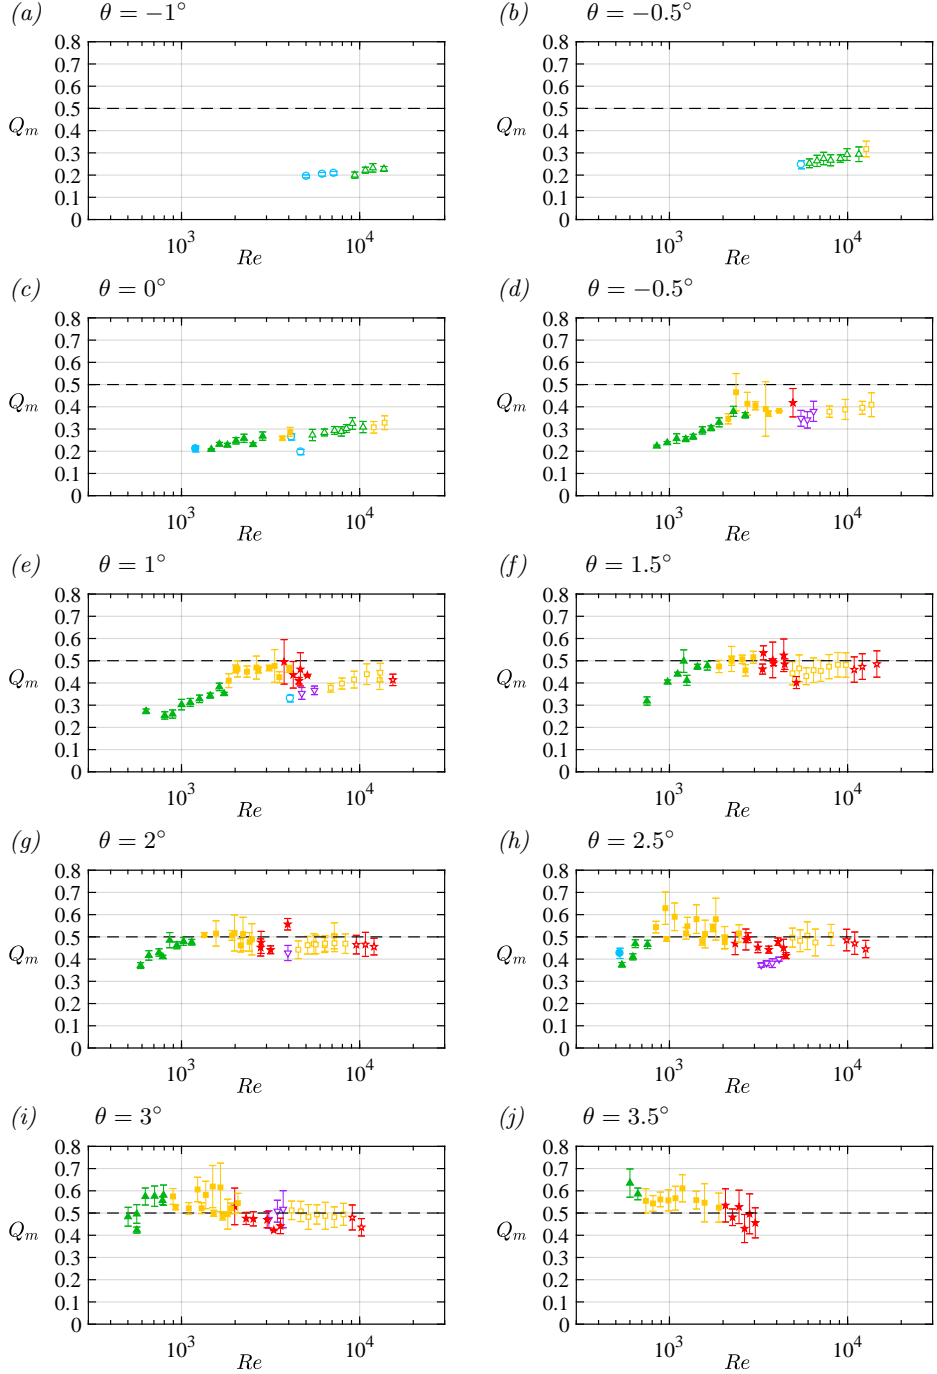 (a) θ = −1° (b) θ = −0.5°
0.8 0.8
0.7 0.7
0.6 0.6
0.5 0.5
Qm 0.4 Qm 0.4
0.3 0.3
0.2 0.2
0.1 0.1
0 0
10³ 10⁴ 10³ 10⁴
Re Re
(c) θ = 0° (d) θ = −0.5°
0.8 0.8
0.7 0.7
0.6 0.6
0.5 0.5
Qm 0.4 Qm 0.4
0.3 0.3
0.2 0.2
0.1 0.1
0 0
10³ 10⁴ 10³ 10⁴
Re Re
(e) θ = 1° (f) θ = 1.5°
0.8 0.8
0.7 0.7
0.6 0.6
0.5 0.5
Qm 0.4 Qm 0.4
0.3 0.3
0.2 0.2
0.1 0.1
0 0
10³ 10⁴ 10³ 10⁴
Re Re
(g) θ = 2° (h) θ = 2.5°
0.8 0.8
0.7 0.7
0.6 0.6
0.5 0.5
Qm 0.4 Qm 0.4
0.3 0.3
0.2 0.2
0.1 0.1
0 0
10³ 10⁴ 10³ 10⁴
Re Re
(i) θ = 3° (j) θ = 3.5°
0.8 0.8
0.7 0.7
0.6 0.6
0.5 0.5
Qm 0.4 Qm 0.4
0.3 0.3
0.2 0.2
0.1 0.1
0 0
10³ 10⁴ 10³ 10⁴
Re Re